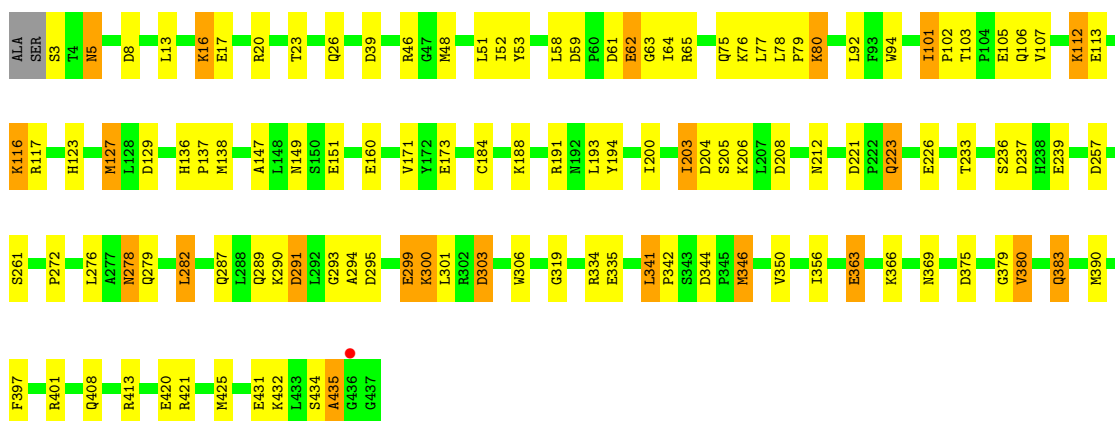 ALA SER S3 T4 N5 D8 L13 K16 E17 R20 T23 Q26 D39 R46 G47 M48 L51 I52 Y53 L58 D59 P60 D61 E62 G63 I64 R65 Q75 K76 L77 L78 P79 K80 L92 F93 W94 I101 P102 T103 P104 E105 Q106 V107 K112 E113
K116 R117 H123 M127 L128 D129 H136 P137 M138 A147 L148 N149 S150 E151 E160 V171 Y172 E173 C184 K188 R191 N192 L193 Y194 I200 I203 D204 S205 K206 L207 D208 N212 D221 P222 Q223 E226 T233 S236 D237 H238 E239 D257
S261 P272 L276 A277 N278 Q279 L282 Q287 L288 Q289 K290 D291 L292 G293 A294 D295 E299 K300 L301 R302 D303 W306 G319 R334 E335 L341 P342 S343 D344 P345 M346 V350 I356 E363 K366 N369 D375 G379 V380 Q383 M390
F397 R401 Q408 R413 E420 R421 M425 E431 K432 L433 S434 A435 G436 G437